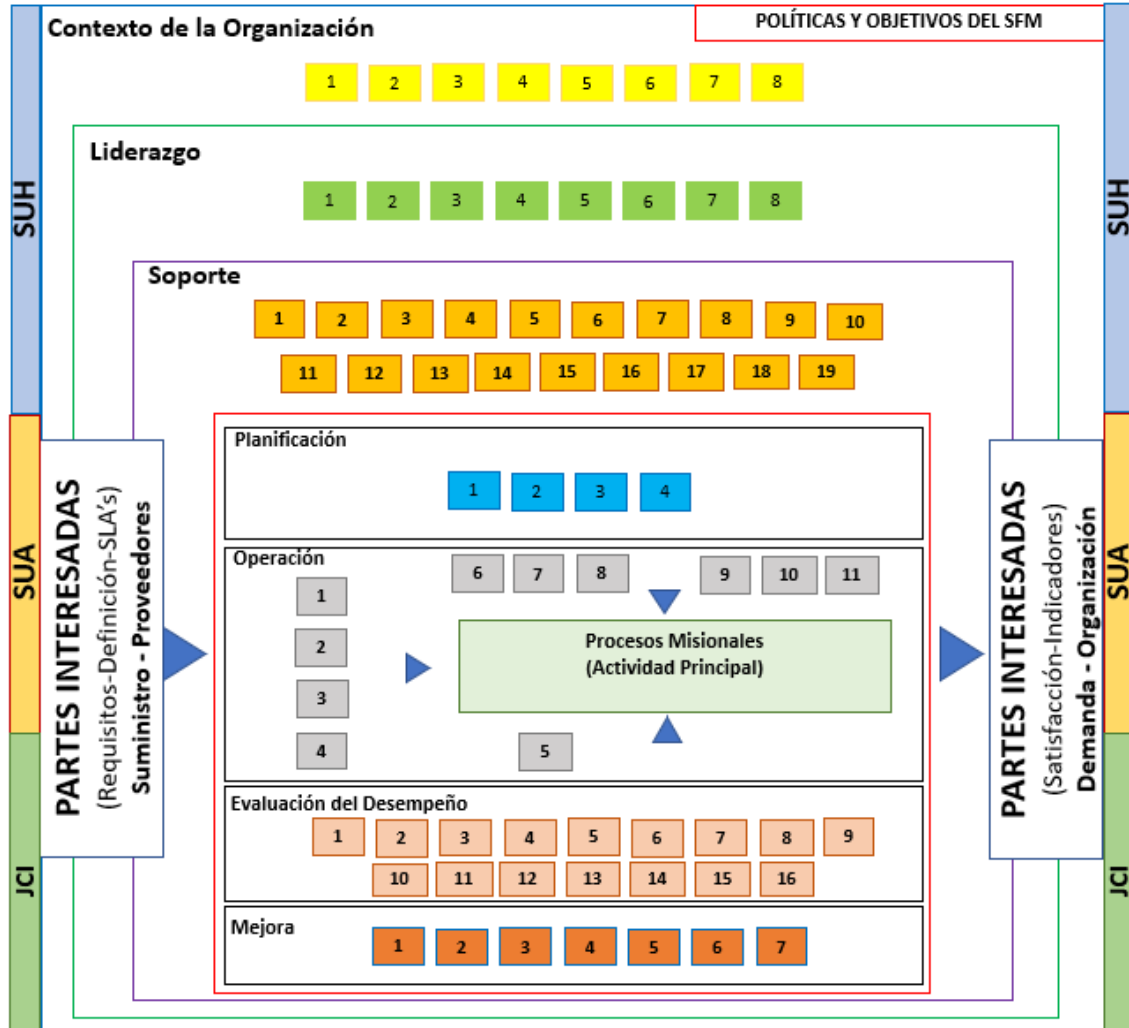 Contexto de la Organización
POLÍTICAS Y OBJETIVOS DEL SFM
1 2 3 4 5 6 7 8
Liderazgo
1 2 3 4 5 6 7 8
SUH
SUH
Soporte
1 2 3 4 5 6 7 8 9 10
11 12 13 14 15 16 17 18 19
SUA
SUA
PARTES INTERESADAS
(Requisitos-Definición-SLA's)
Suministro - Proveedores
Planificación
1 2 3 4
Operación
1
2
3
4
5
6 7 8
9 10 11
Procesos Misionales
(Actividad Principal)
Evaluación del Desempeño
1 2 3 4 5 6 7 8 9
10 11 12 13 14 15 16
Mejora
1 2 3 4 5 6 7
PARTES INTERESADAS
(Satisfacción-Indicadores)
Demanda - Organización
JCI
JCI